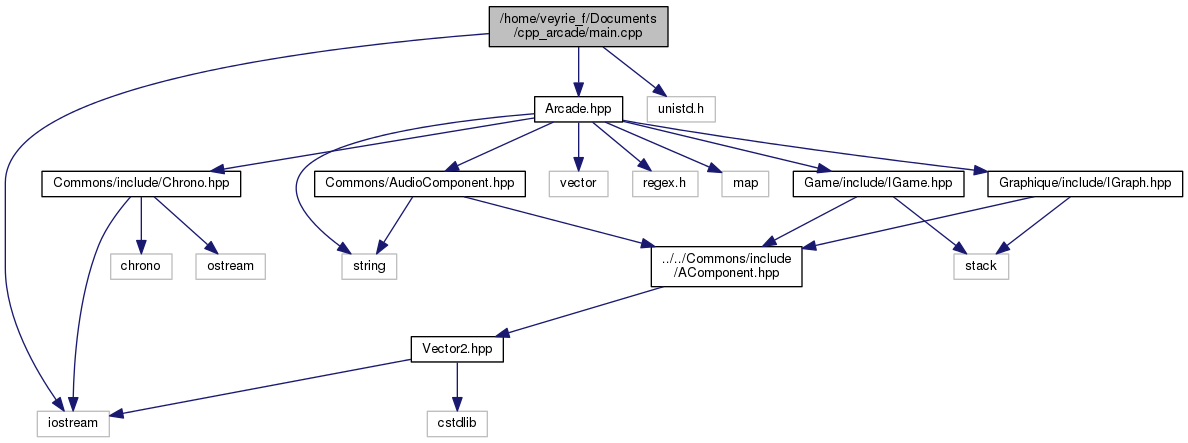 /home/veyrie_f/Documents
/cpp_arcade/main.cpp
Arcade.hpp
unistd.h
Commons/include/Chrono.hpp
Commons/AudioComponent.hpp
vector
regex.h
map
Game/include/IGame.hpp
Graphique/include/IGraph.hpp
chrono
ostream
string
../../Commons/include
/AComponent.hpp
stack
Vector2.hpp
iostream
cstdlib